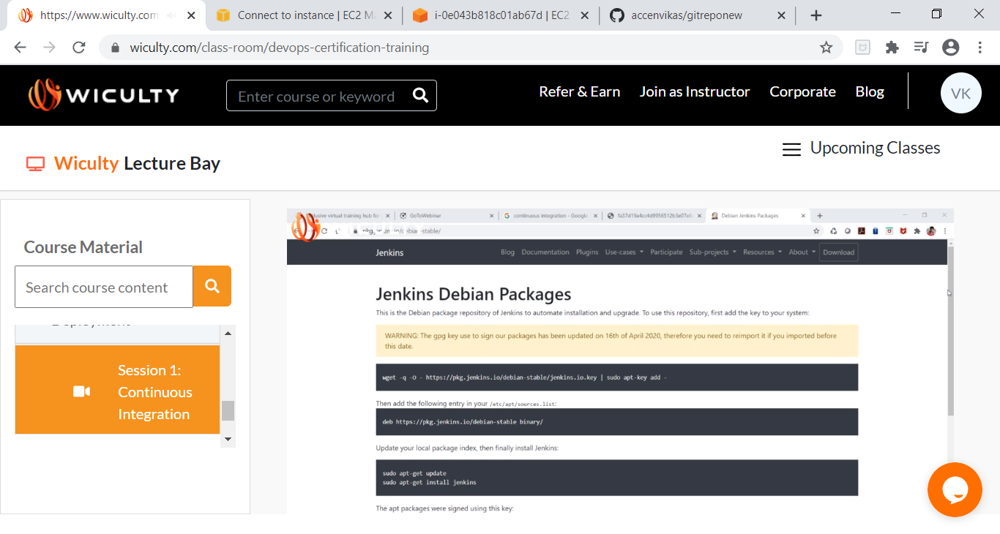 https://www.wiculty.com
Connect to instance | EC2 M
i-0e043b818c01ab67d | EC2
accenvikas/gitreponew
wiculty.com/class-room/devops-certification-training
WICULTY
Enter course or keyword
Refer & Earn
Join as Instructor
Corporate
Blog
VK
Wiculty Lecture Bay
Upcoming Classes
Course Material
Search course content
Session 1:
Continuous
Integration
usive virtual training hub for
GoToWebinar
continuous integration - Google
Debian Jenkins Packages
Jenkins
Blog Documentation Plugins Use-cases Participate Sub-projects Resources About Download
Jenkins Debian Packages
This is the Debian package repository of Jenkins to automate installation and upgrade. To use this repository, first add the key to your system:
WARNING: The gpg key use to sign our packages has been updated on 16th of April 2020, therefore you need to reimport it if you imported before
this date.
wget -q -O - https://pkg.jenkins.io/debian-stable/jenkins.io.key | sudo apt-key add -
Then add the following entry in your /etc/apt/sources.list:
deb https://pkg.jenkins.io/debian-stable binary/
Update your local package index, then finally install Jenkins:
sudo apt-get update
sudo apt-get install jenkins
The apt packages were signed using this key: